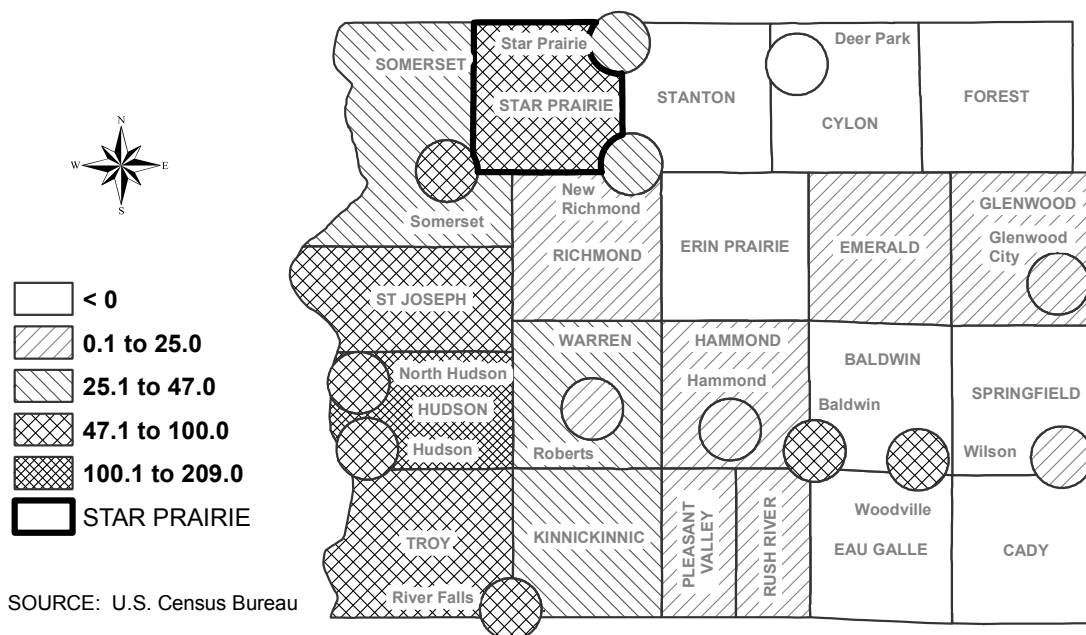 Star Prairie
Deer Park
SOMERSET
STAR PRAIRIE
STANTON
FOREST
CYLON
N
W
E
S
New
Richmond
GLENWOOD
Somerset
Glenwood
City
RICHMOND
ERIN PRAIRIE
EMERALD
ST JOSEPH
< 0
0.1 to 25.0
25.1 to 47.0
47.1 to 100.0
100.1 to 209.0
STAR PRAIRIE
WARREN
HAMMOND
BALDWIN
North Hudson
Hammond
SPRINGFIELD
HUDSON
Baldwin
Hudson
Roberts
Wilson
PLEASANT
VALLEY
RUSH RIVER
Woodville
TROY
KINNICKINNIC
EAU GALLE
CADY
River Falls
SOURCE: U.S. Census Bureau